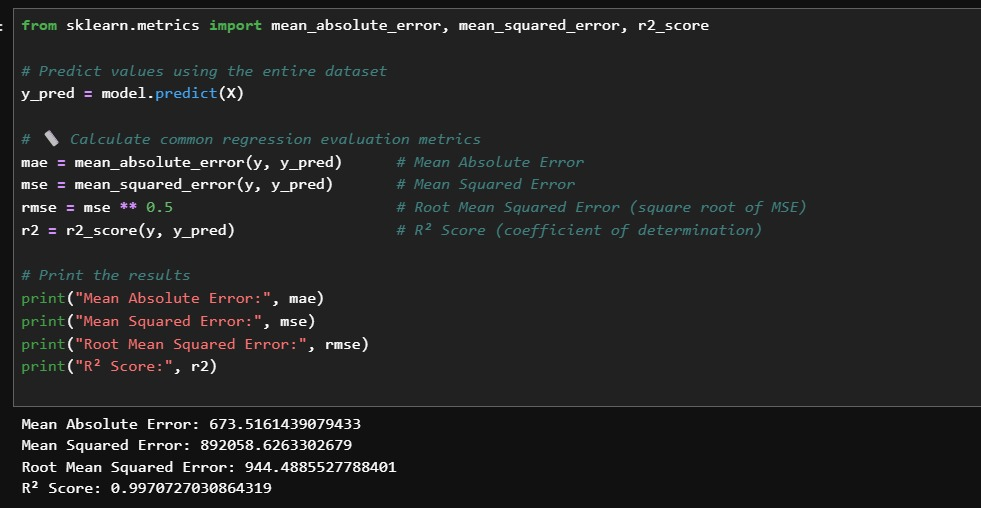 from sklearn.metrics import mean_absolute_error, mean_squared_error, r2_score
# Predict values using the entire dataset
y_pred = model.predict(X)
# 📏 Calculate common regression evaluation metrics
mae = mean_absolute_error(y, y_pred)      # Mean Absolute Error
mse = mean_squared_error(y, y_pred)       # Mean Squared Error
rmse = mse ** 0.5                         # Root Mean Squared Error (square root of MSE)
r2 = r2_score(y, y_pred)                  # R² Score (coefficient of determination)
# Print the results
print("Mean Absolute Error:", mae)
print("Mean Squared Error:", mse)
print("Root Mean Squared Error:", rmse)
print("R² Score:", r2)
Mean Absolute Error: 673.5161439079433
Mean Squared Error: 892058.6263302679
Root Mean Squared Error: 944.4885527788401
R² Score: 0.9970727030864319